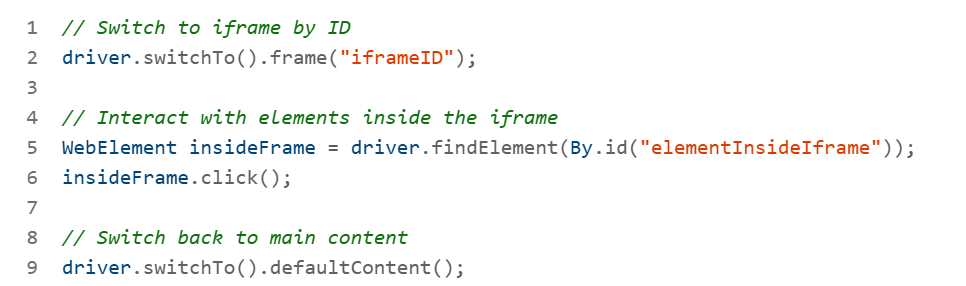 1 // Switch to iframe by ID
2 driver.switchTo().frame("iframeID");
3
4 // Interact with elements inside the iframe
5 WebElement insideFrame = driver.findElement(By.id("elementInsideIframe"));
6 insideFrame.click();
7
8 // Switch back to main content
9 driver.switchTo().defaultContent();